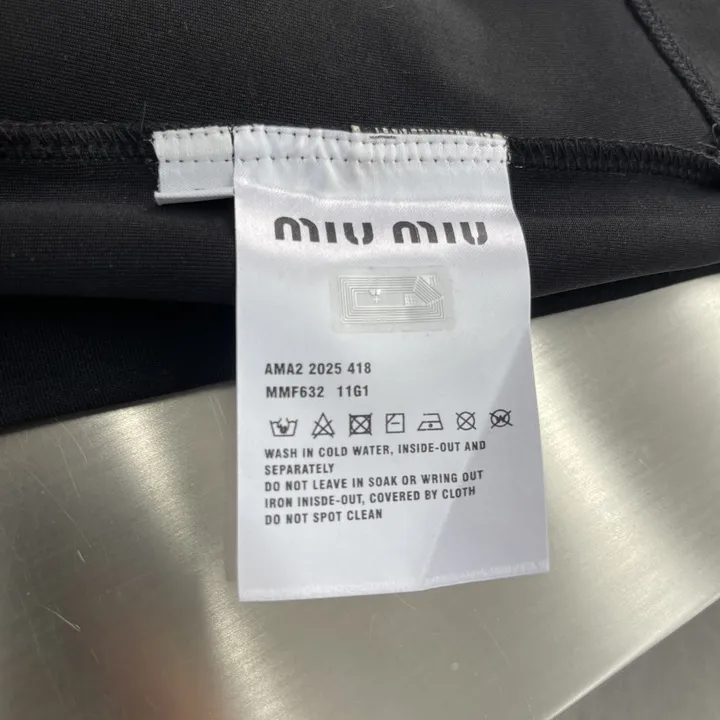 miu miu
AMA2 2025 418
MMF632 11G1
WASH IN COLD WATER, INSIDE-OUT AND
SEPARATELY
DO NOT LEAVE IN SOAK OR WRING OUT
IRON INISDE-OUT, COVERED BY CLOTH
DO NOT SPOT CLEAN